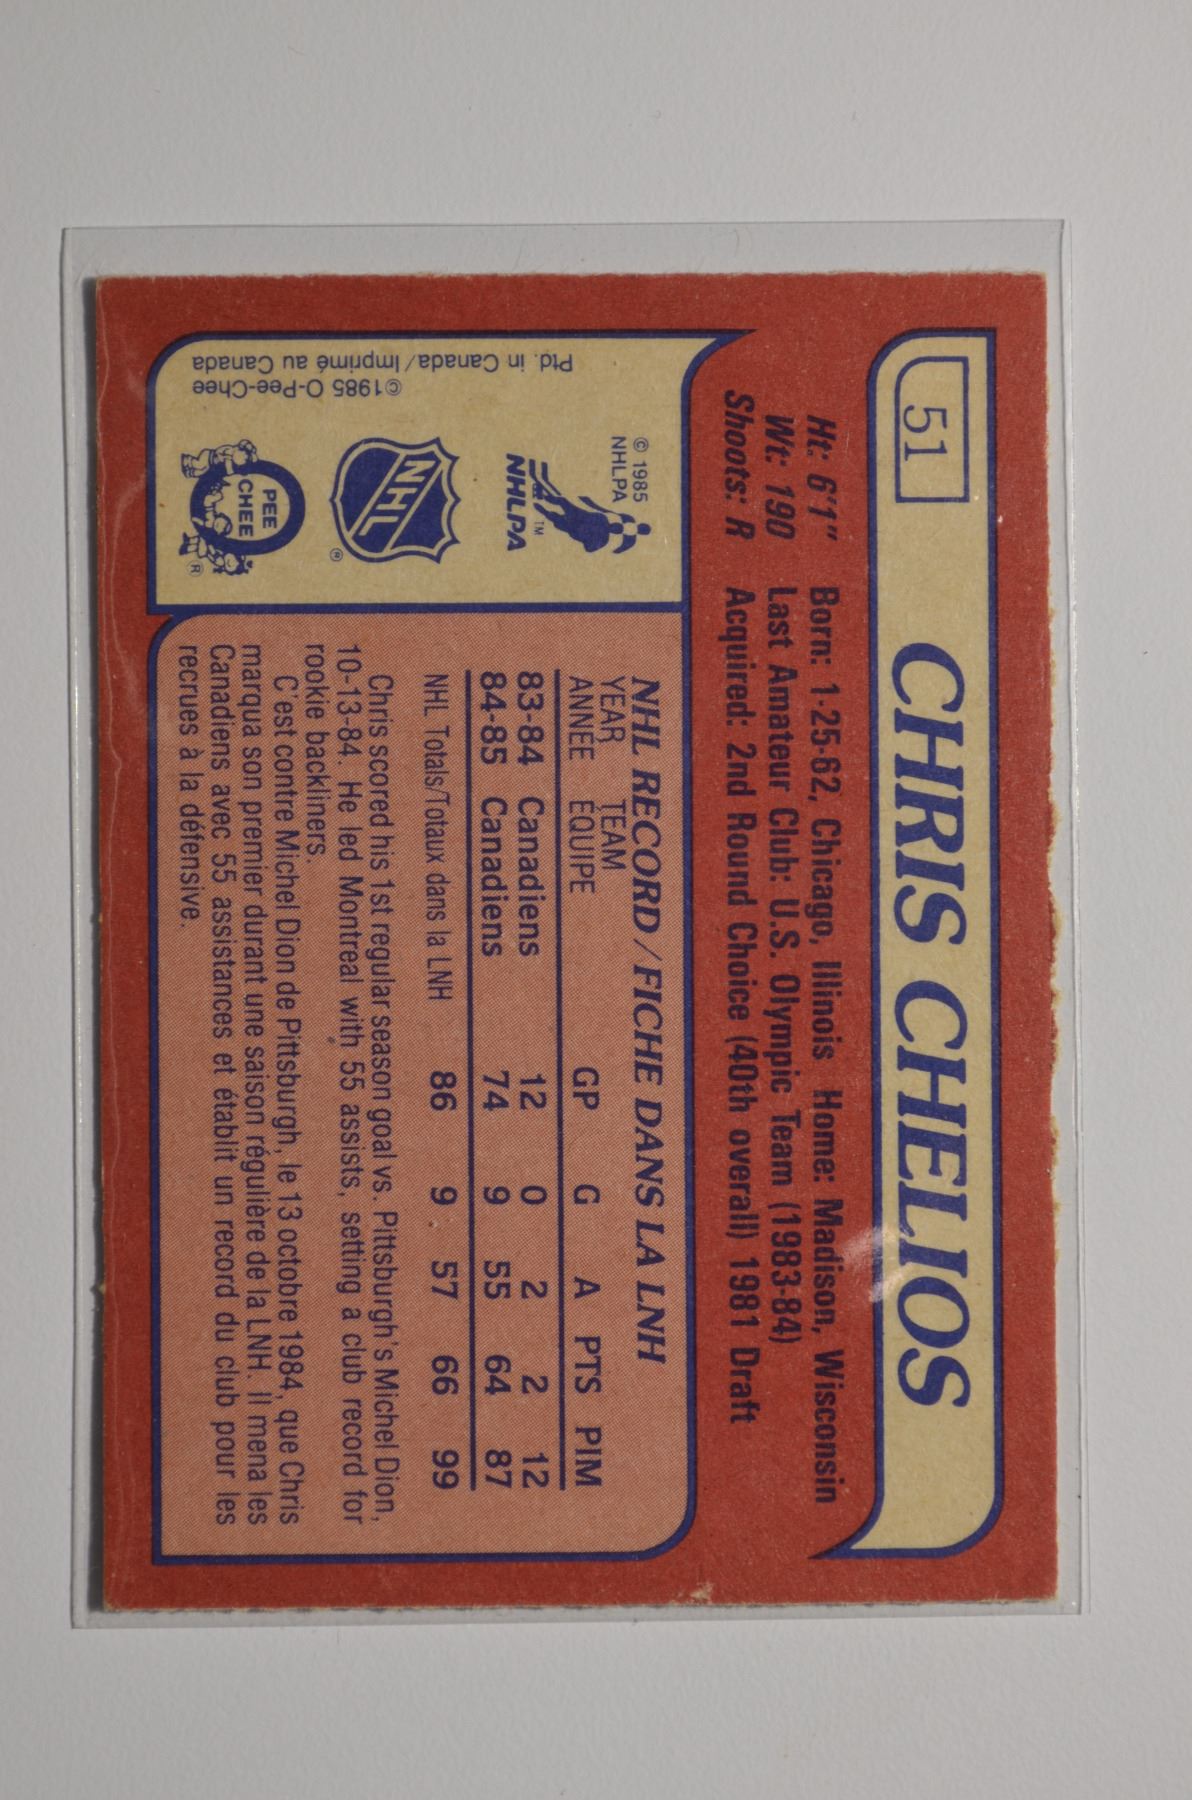 51
CHRIS CHELIOS
Ht: 6'1" Born: 1-25-62, Chicago, Illinois Home: Madison, Wisconsin
Wt: 190 Last Amateur Club: U.S. Olympic Team (1983-84)
Shoots: R Acquired: 2nd Round Choice (40th overall) 1981 Draft
© 1985
NHLPA
TM
NHLPA
NHL
®
PEE
CHEE
®
©1985 O-Pee-Chee
Ptd. in Canada/Imprimé au Canada
NHL RECORD/FICHE DANS LA LNH
YEAR TEAM
ANNÉE ÉQUIPE GP G A PTS PIM
83-84 Canadiens 12 0 2 2 12
84-85 Canadiens 74 9 55 64 87
NHL Totals/Totaux dans la LNH 86 9 57 66 99
Chris scored his 1st regular season goal vs. Pittsburgh's Michel Dion,
10-13-84. He led Montreal with 55 assists, setting a club record for
rookie backliners.
C'est contre Michel Dion de Pittsburgh, le 13 octobre 1984, que Chris
marqua son premier durant une saison régulière de la LNH. Il mena les
Canadiens avec 55 assistances et établit un record du club pour les
recrues à la défensive.